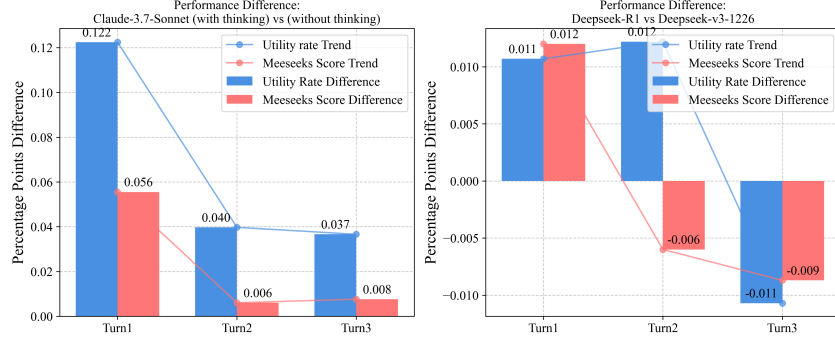 Performance Difference:
Claude-3.7-Sonnet (with thinking) vs (without thinking)
Percentage Points Difference
0.12
0.10
0.08
0.06
0.04
0.02
0.00
0.122
0.056
0.040
0.006
0.037
0.008
Utility rate Trend
Meeseeks Score Trend
Utility Rate Difference
Meeseeks Score Difference
Turn1
Turn2
Turn3
Performance Difference:
Deepseek-R1 vs Deepseek-v3-1226
Percentage Points Difference
0.010
0.005
0.000
−0.005
−0.010
0.011
0.012
0.012
-0.006
-0.011
-0.009
Utility rate Trend
Meeseeks Score Trend
Utility Rate Difference
Meeseeks Score Difference
Turn1
Turn2
Turn3